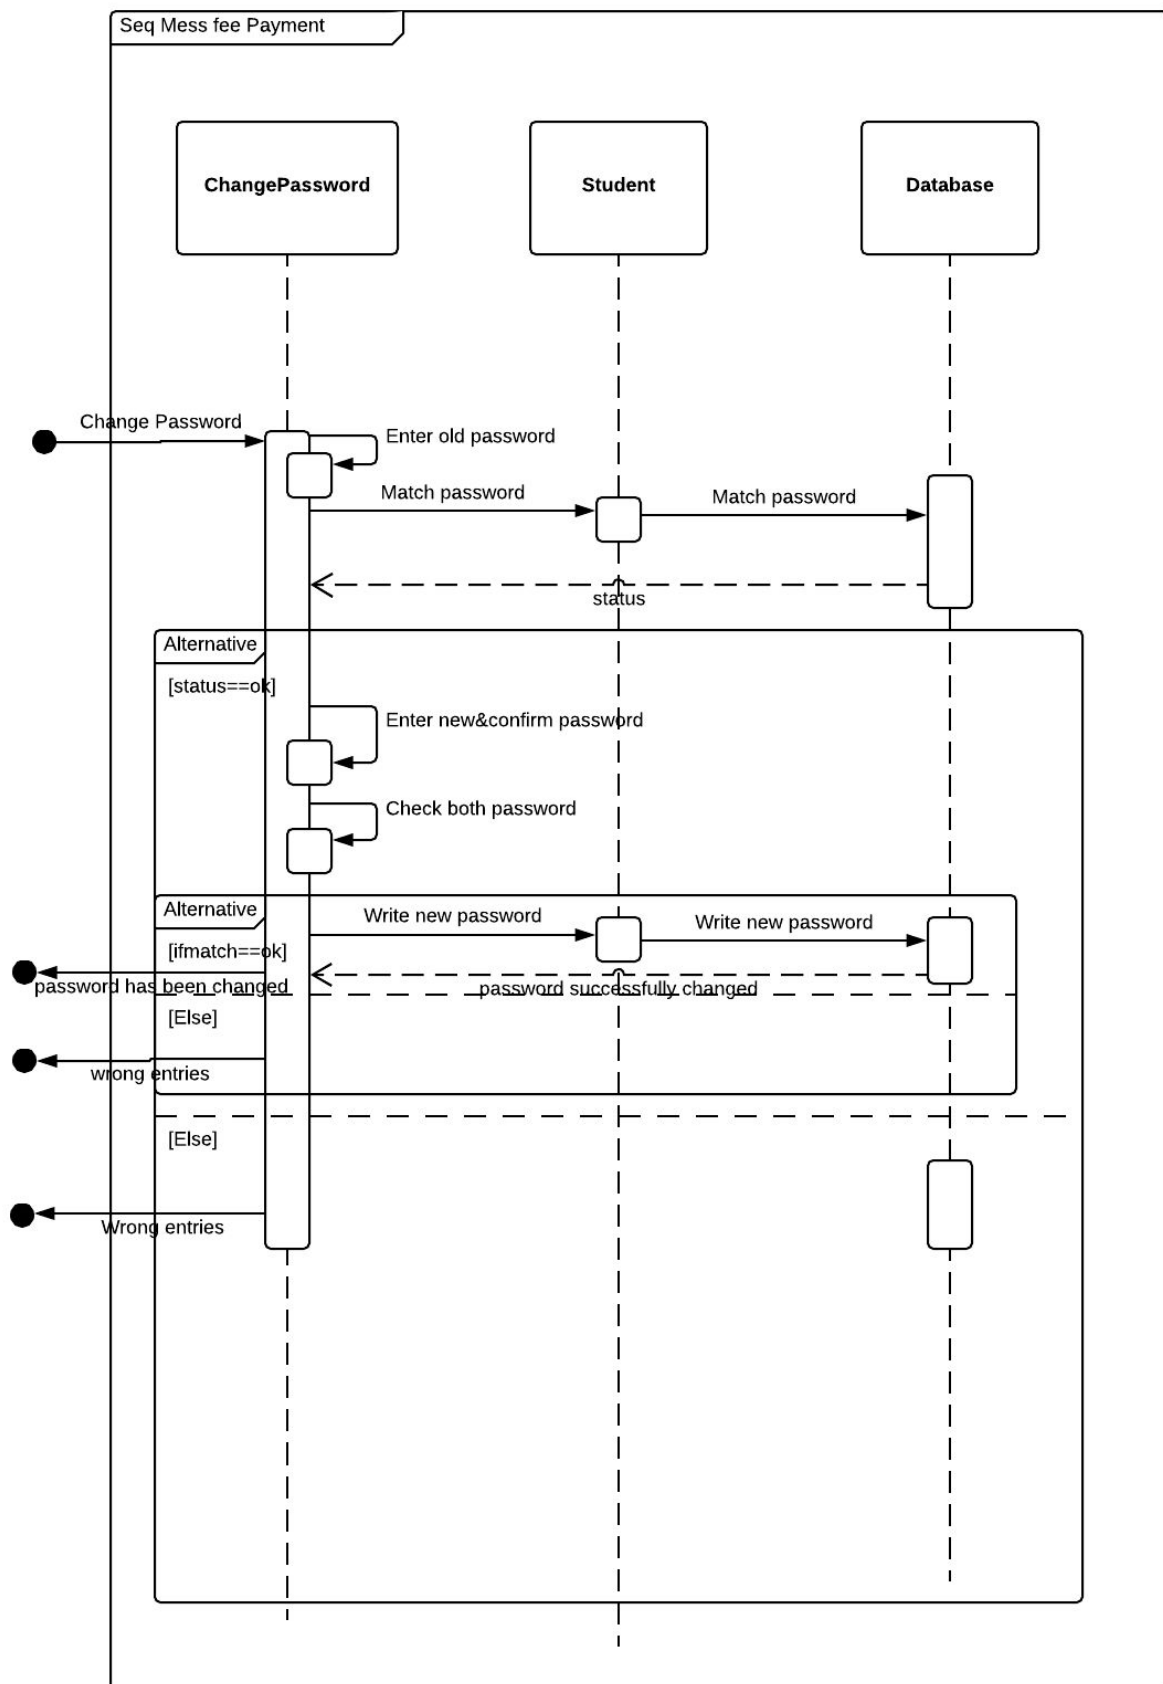 Seq Mess fee Payment
ChangePassword
Student
Database
Change Password
Enter old password
Match password
Match password
status
Alternative
[status==ok]
Enter new&confirm password
Check both password
Alternative
Write new password
Write new password
[ifmatch==ok]
password has been changed
password successfully changed
[Else]
wrong entries
[Else]
Wrong entries